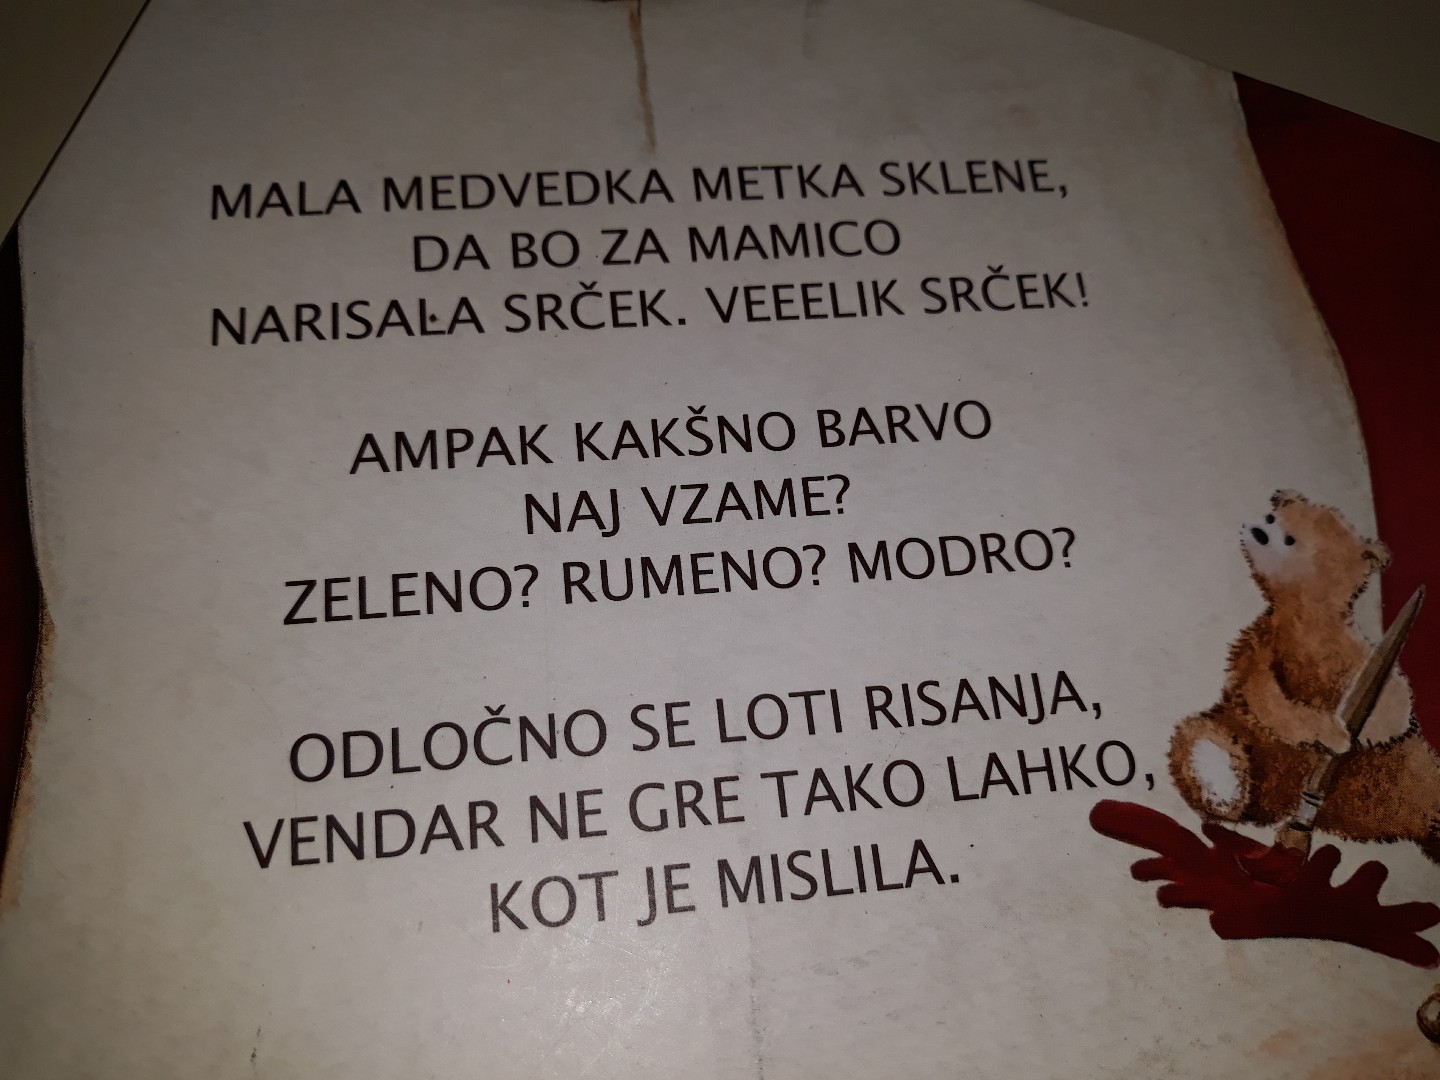 MALA MEDVEDKA METKA SKLENE,
DA BO ZA MAMICO
NARISALA SRČEK. VEEELIK SRČEK!
AMPAK KAKŠNO BARVO
NAJ VZAME?
ZELENO? RUMENO? MODRO?
ODLOČNO SE LOTI RISANJA,
VENDAR NE GRE TAKO LAHKO,
KOT JE MISLILA.